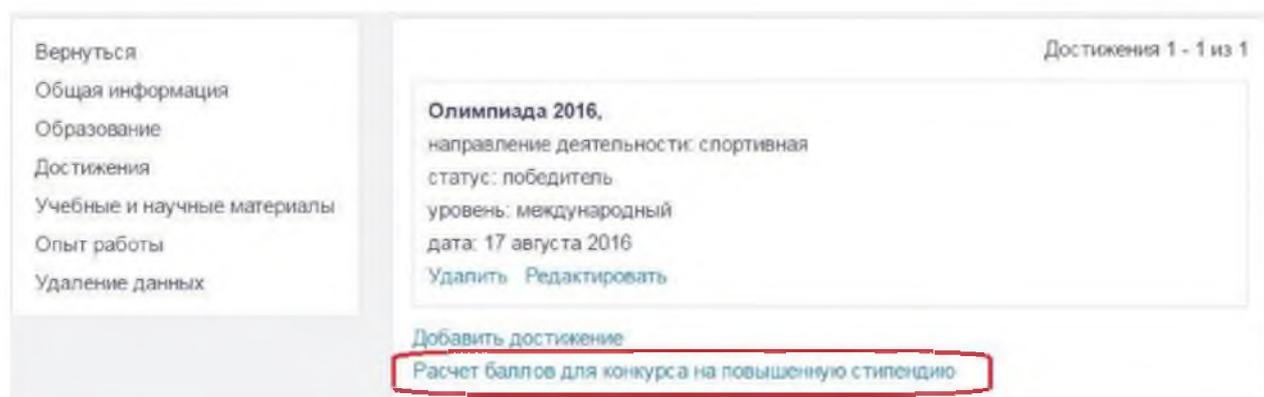 Вернуться
Общая информация
Образование
Достижения
Учебные и научные материалы
Опыт работы
Удаление данных
Достижения 1 - 1 из 1
Олимпиада 2016,
направление деятельности: спортивная
статус: победитель
уровень: международный
дата: 17 августа 2016
Удалить Редактировать
Добавить достижение
Расчет баллов для конкурса на повышенную стипендию